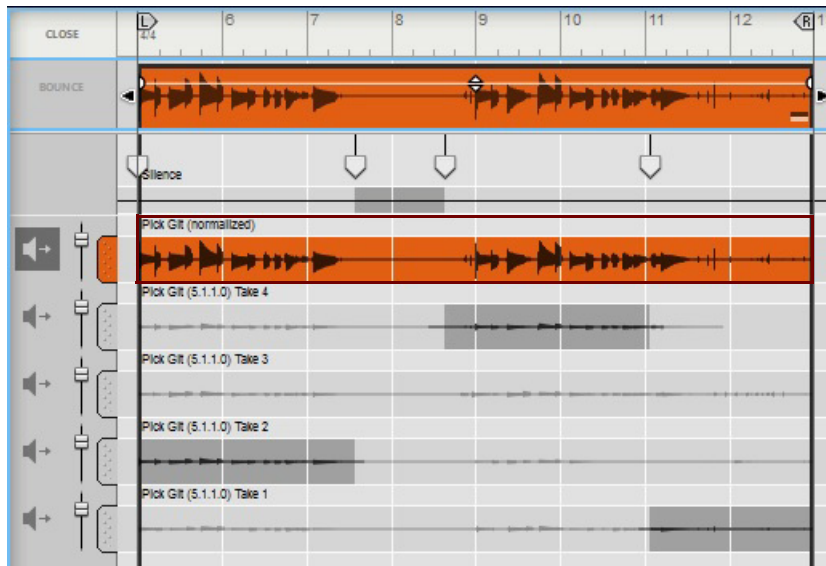 CLOSE
L 6 7 8 9 10 11 12 R 1
4/4
BOUNCE
Silence
Pick Git (normalized)
Pick Git (5.1.1.0) Take 4
Pick Git (5.1.1.0) Take 3
Pick Git (5.1.1.0) Take 2
Pick Git (5.1.1.0) Take 1